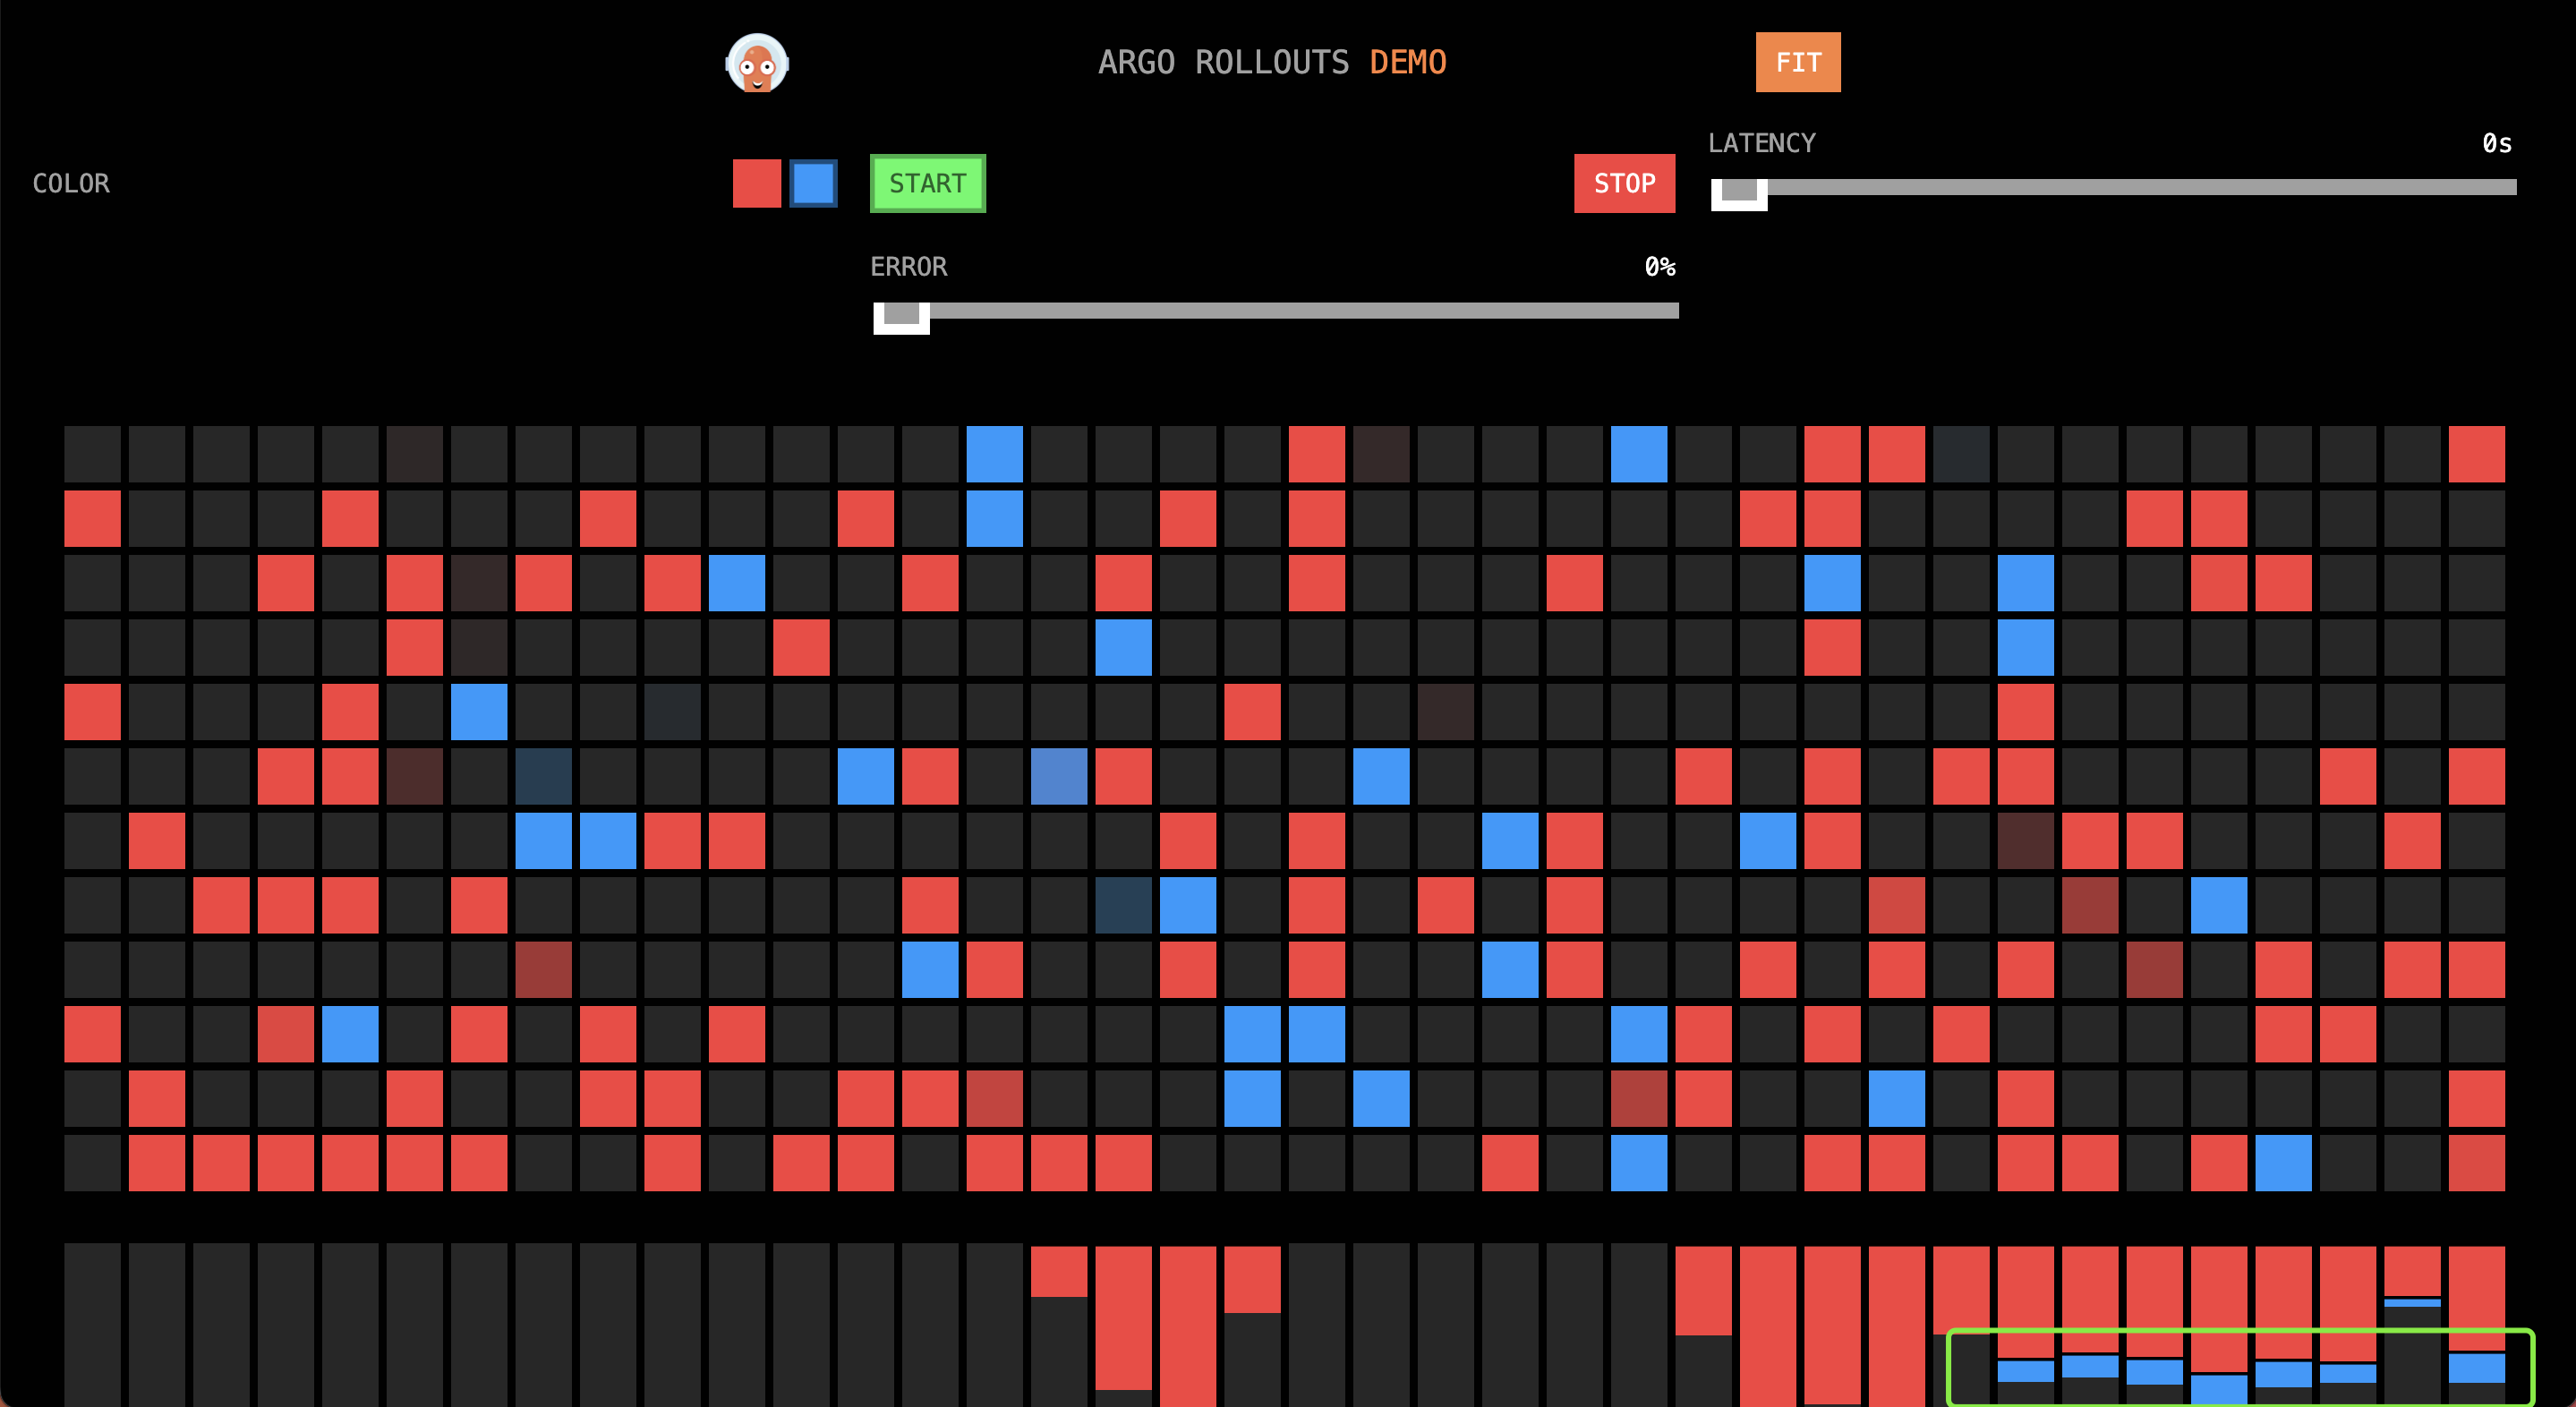 ARGO ROLLOUTS DEMO
FIT
COLOR
START
STOP
LATENCY
0s
ERROR
0%